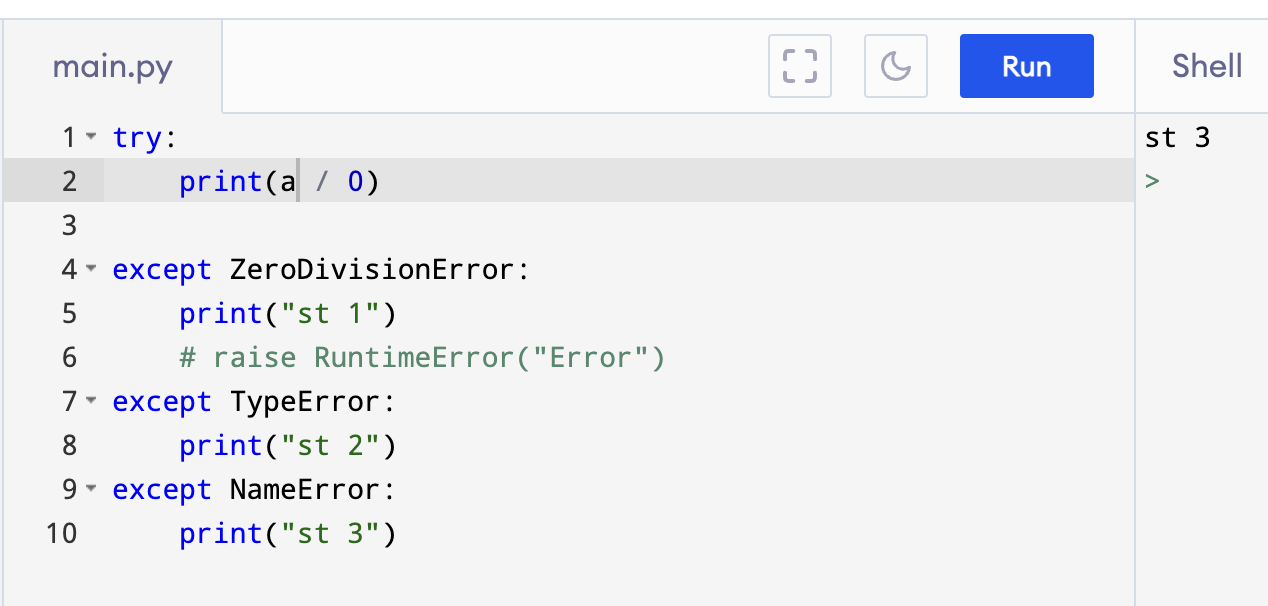 main.py
Run
Shell
1 try:
2     print(a / 0)
3
4 except ZeroDivisionError:
5     print("st 1")
6     # raise RuntimeError("Error")
7 except TypeError:
8     print("st 2")
9 except NameError:
10     print("st 3")
st 3
>